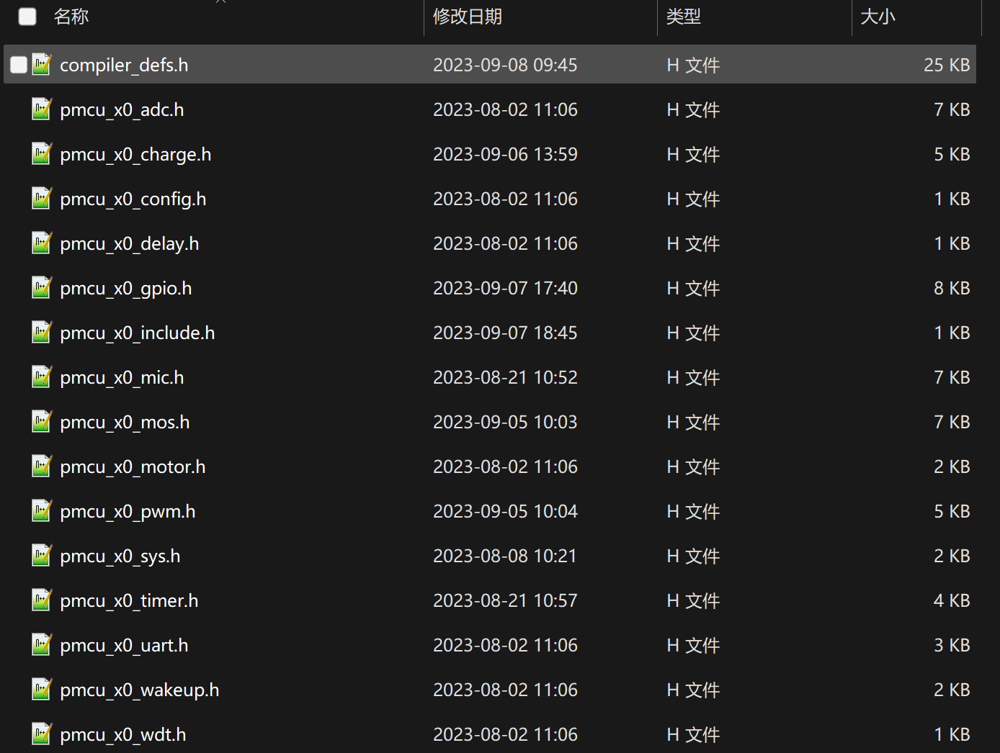 名称 修改日期 类型 大小
compiler_defs.h 2023-09-08 09:45 H 文件 25 KB
pmcu_x0_adc.h 2023-08-02 11:06 H 文件 7 KB
pmcu_x0_charge.h 2023-09-06 13:59 H 文件 5 KB
pmcu_x0_config.h 2023-08-02 11:06 H 文件 1 KB
pmcu_x0_delay.h 2023-08-02 11:06 H 文件 1 KB
pmcu_x0_gpio.h 2023-09-07 17:40 H 文件 8 KB
pmcu_x0_include.h 2023-09-07 18:45 H 文件 1 KB
pmcu_x0_mic.h 2023-08-21 10:52 H 文件 7 KB
pmcu_x0_mos.h 2023-09-05 10:03 H 文件 7 KB
pmcu_x0_motor.h 2023-08-02 11:06 H 文件 2 KB
pmcu_x0_pwm.h 2023-09-05 10:04 H 文件 5 KB
pmcu_x0_sys.h 2023-08-08 10:21 H 文件 2 KB
pmcu_x0_timer.h 2023-08-21 10:57 H 文件 4 KB
pmcu_x0_uart.h 2023-08-02 11:06 H 文件 3 KB
pmcu_x0_wakeup.h 2023-08-02 11:06 H 文件 2 KB
pmcu_x0_wdt.h 2023-08-02 11:06 H 文件 1 KB